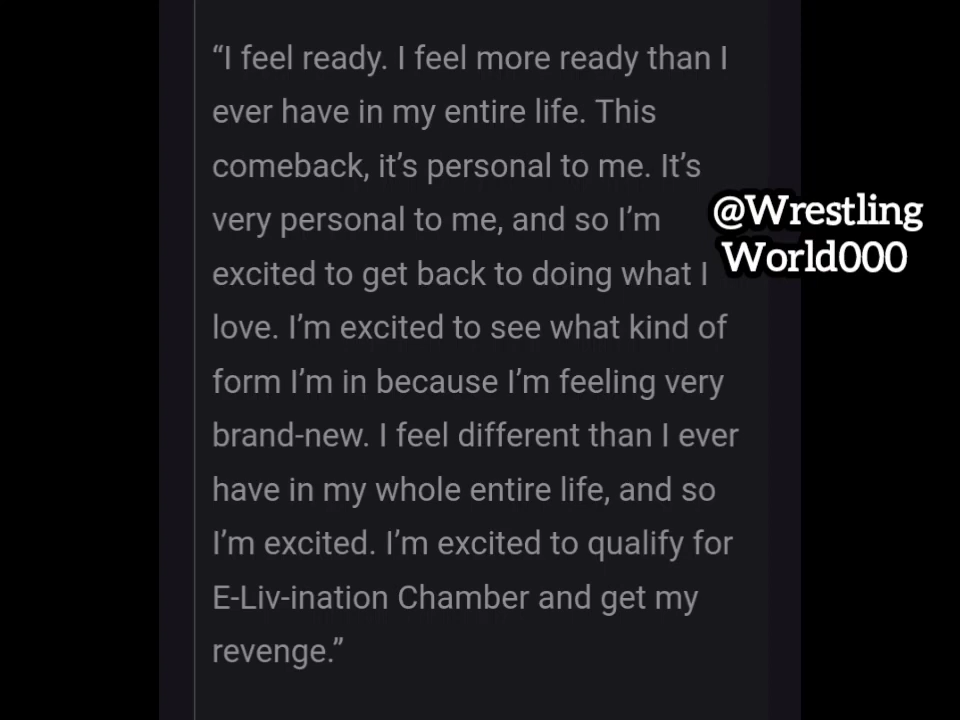 “I feel ready. I feel more ready than I
ever have in my entire life. This
comeback, it’s personal to me. It’s
very personal to me, and so I’m
excited to get back to doing what I
love. I’m excited to see what kind of
form I’m in because I’m feeling very
brand-new. I feel different than I ever
have in my whole entire life, and so
I’m excited. I’m excited to qualify for
E-Liv-ination Chamber and get my
revenge.”
@Wrestling
World000